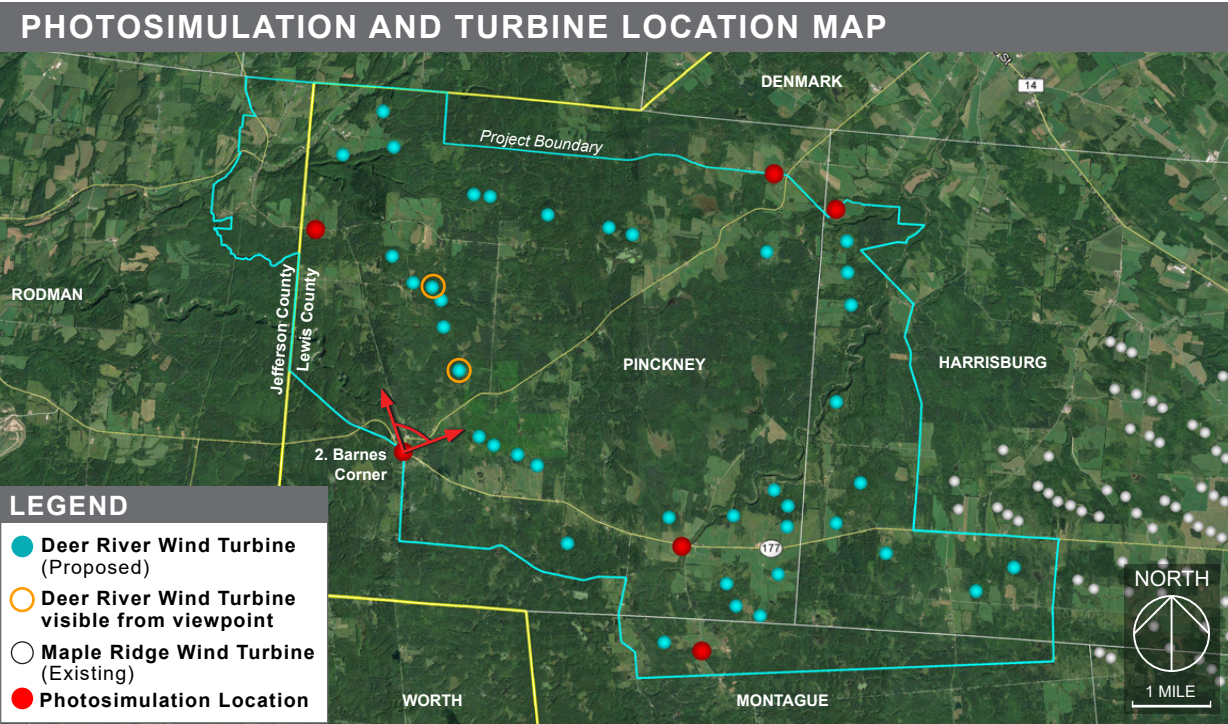 PHOTOSIMULATION AND TURBINE LOCATION MAP
St
14
DENMARK
Project Boundary
RODMAN
Jefferson County
Lewis County
PINCKNEY
HARRISBURG
2. Barnes
Corner
177
WORTH
MONTAGUE
LEGEND
Deer River Wind Turbine
(Proposed)
Deer River Wind Turbine
visible from viewpoint
Maple Ridge Wind Turbine
(Existing)
Photosimulation Location
NORTH
1 MILE